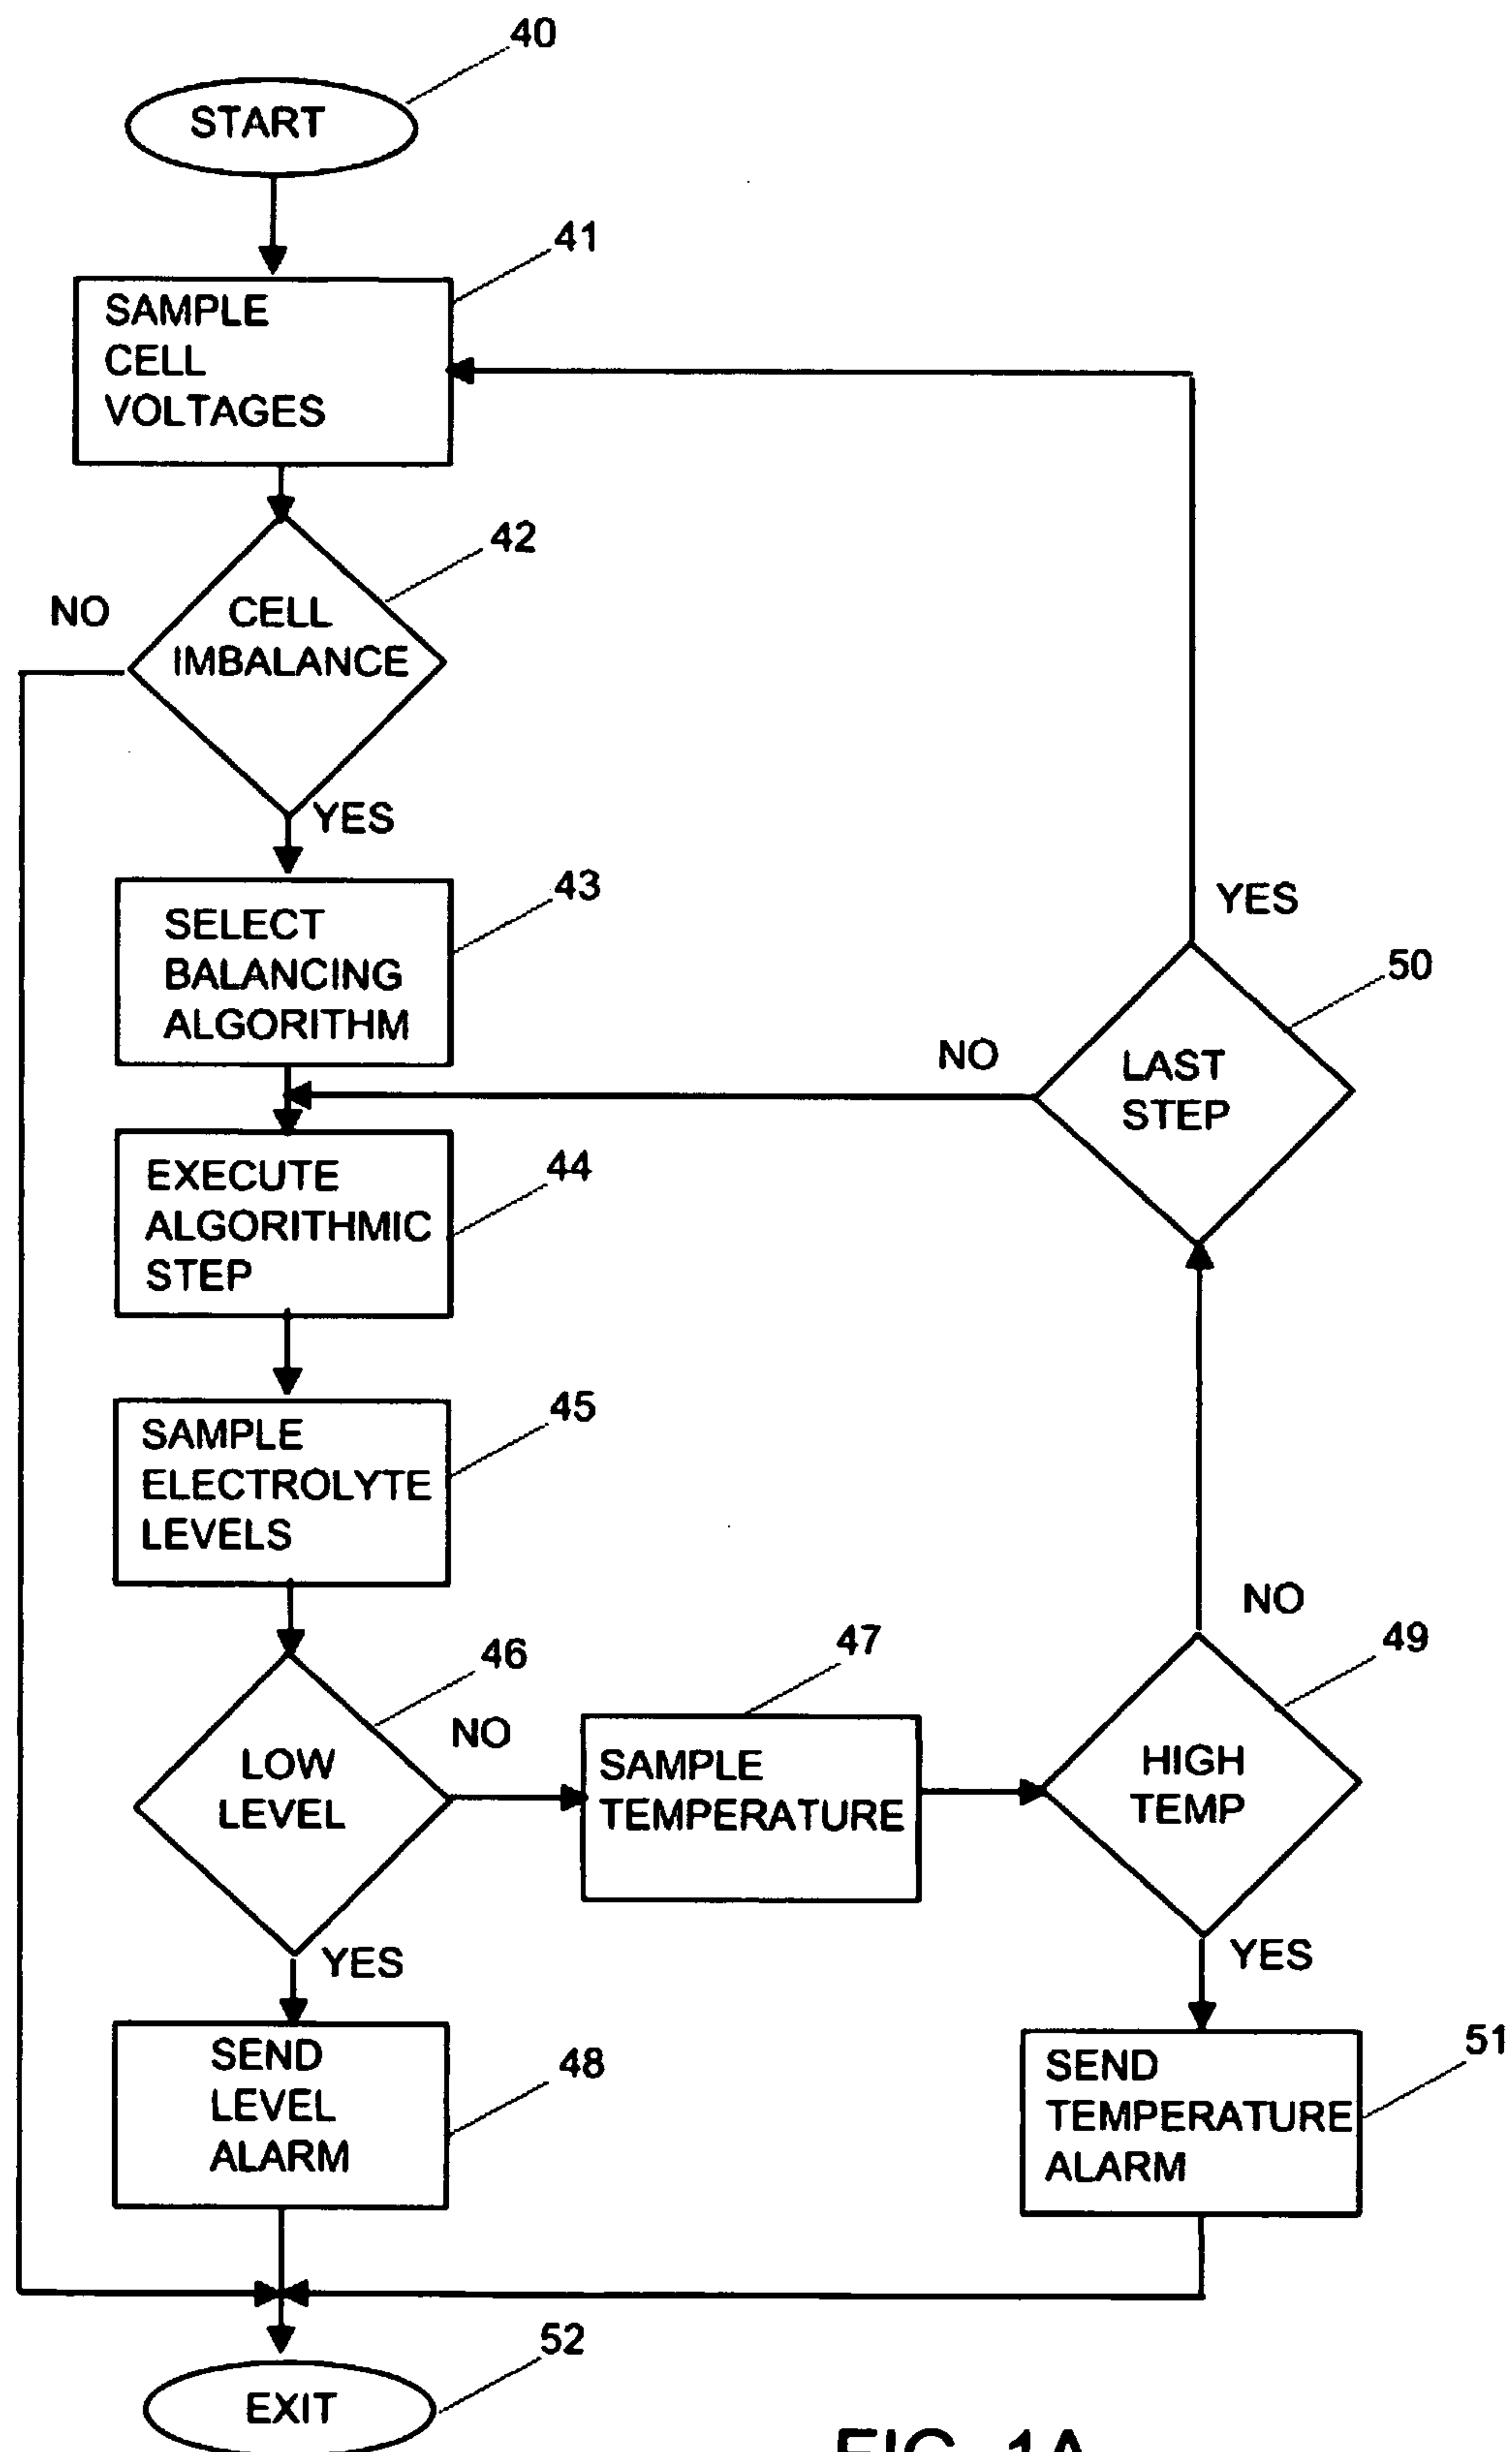 40
START
41
SAMPLE
CELL
VOLTAGES
42
NO
CELL
IMBALANCE
YES
43
SELECT
BALANCING
ALGORITHM
YES
50
NO
LAST
STEP
44
EXECUTE
ALGORITHMIC
STEP
45
SAMPLE
ELECTROLYTE
LEVELS
NO
46
47
49
NO
LOW
LEVEL
SAMPLE
TEMPERATURE
HIGH
TEMP
YES
YES
SEND
LEVEL
ALARM
48
51
SEND
TEMPERATURE
ALARM
52
EXIT
FIG. 1A